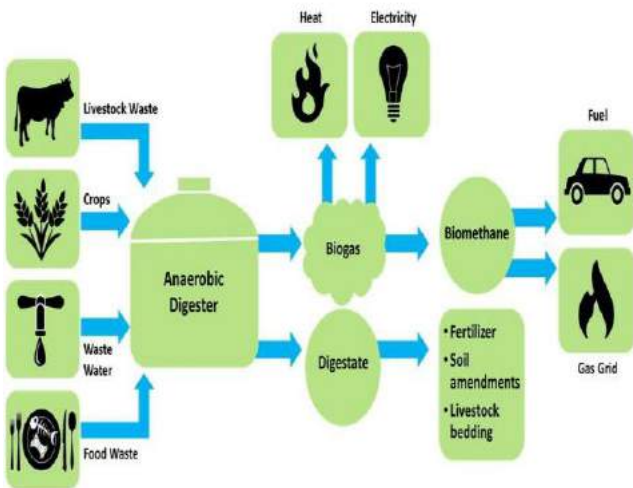 Heat
Electricity
Livestock Waste
Fuel
Crops
Biogas
Biomethane
Anaerobic
Digester
Waste
Water
Digestate
• Fertilizer
• Soil
amendments
• Livestock
bedding
Gas Grid
Food Waste